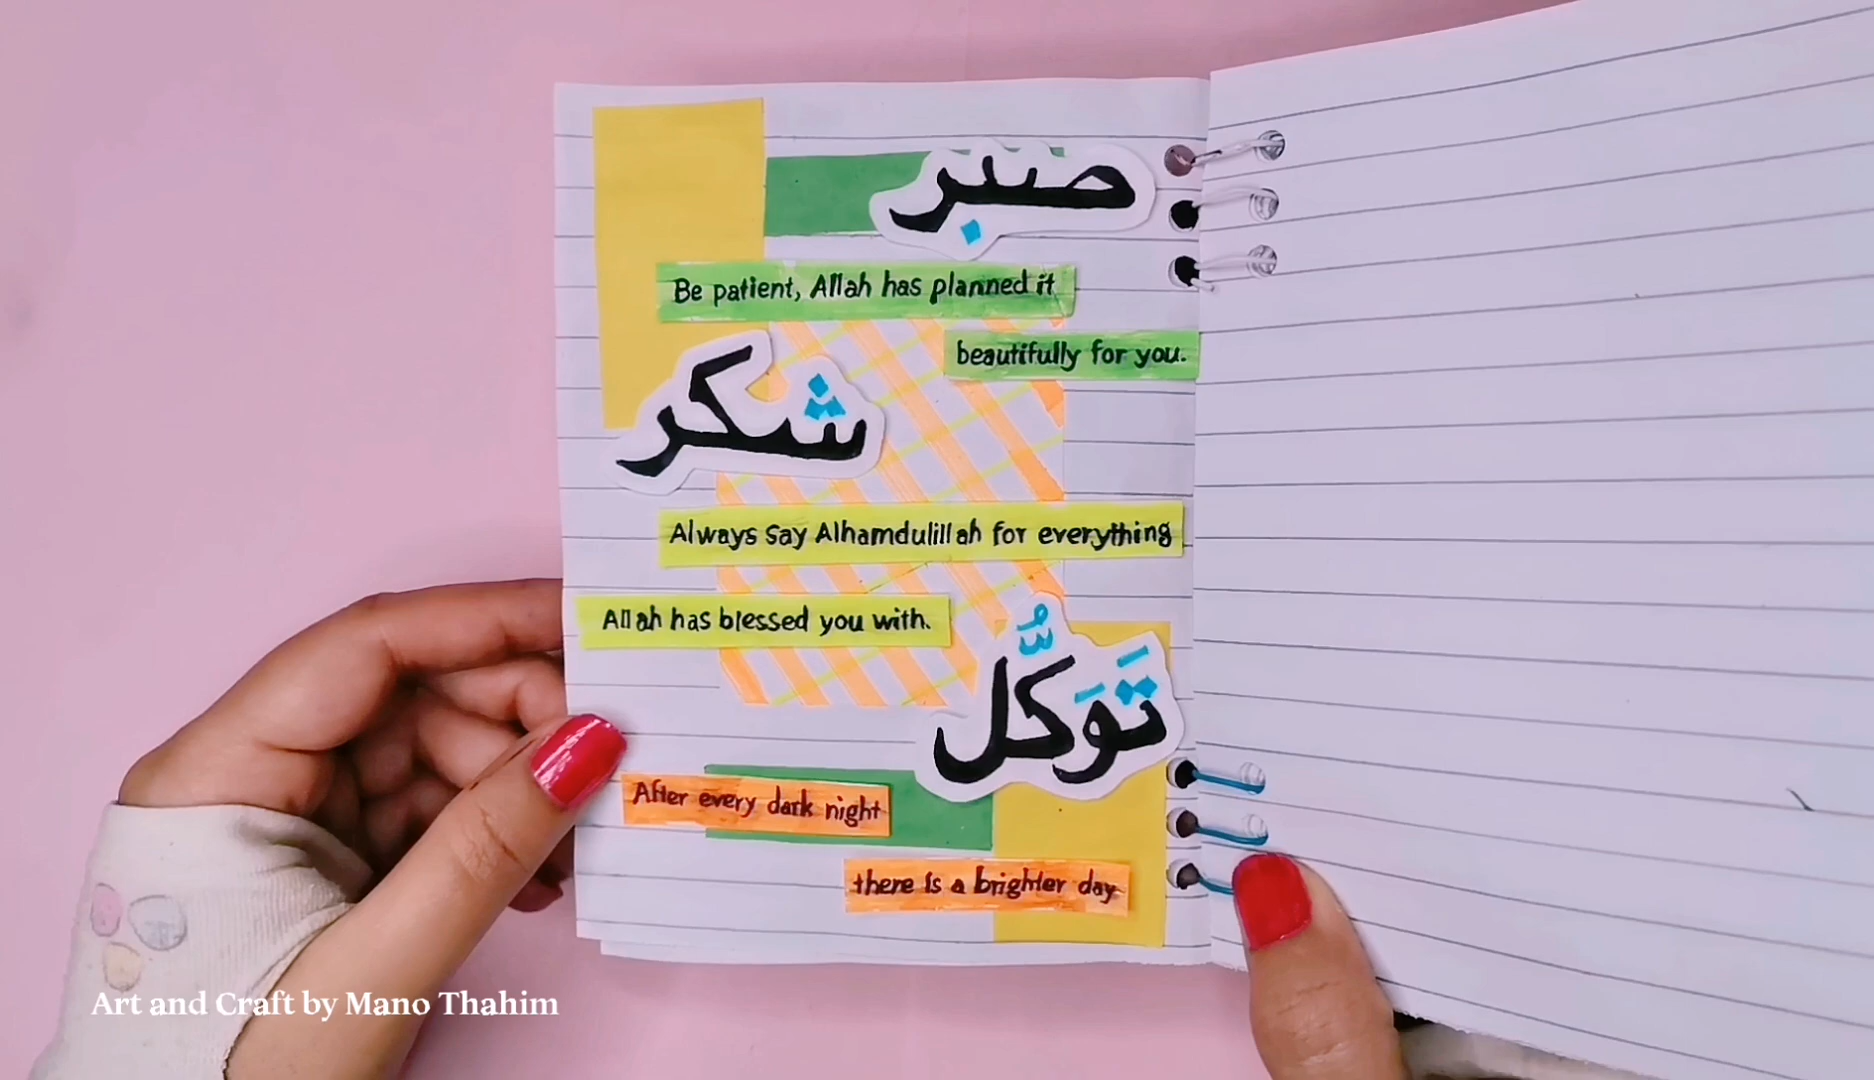 صبر
Be patient, Allah has planned it
beautifully for you.
شكر
Always say Alhamdulillah for everything
Allah has blessed you with.
تَوَكُّل
After every dark night
there is a brighter day
Art and Craft by Mano Thahim